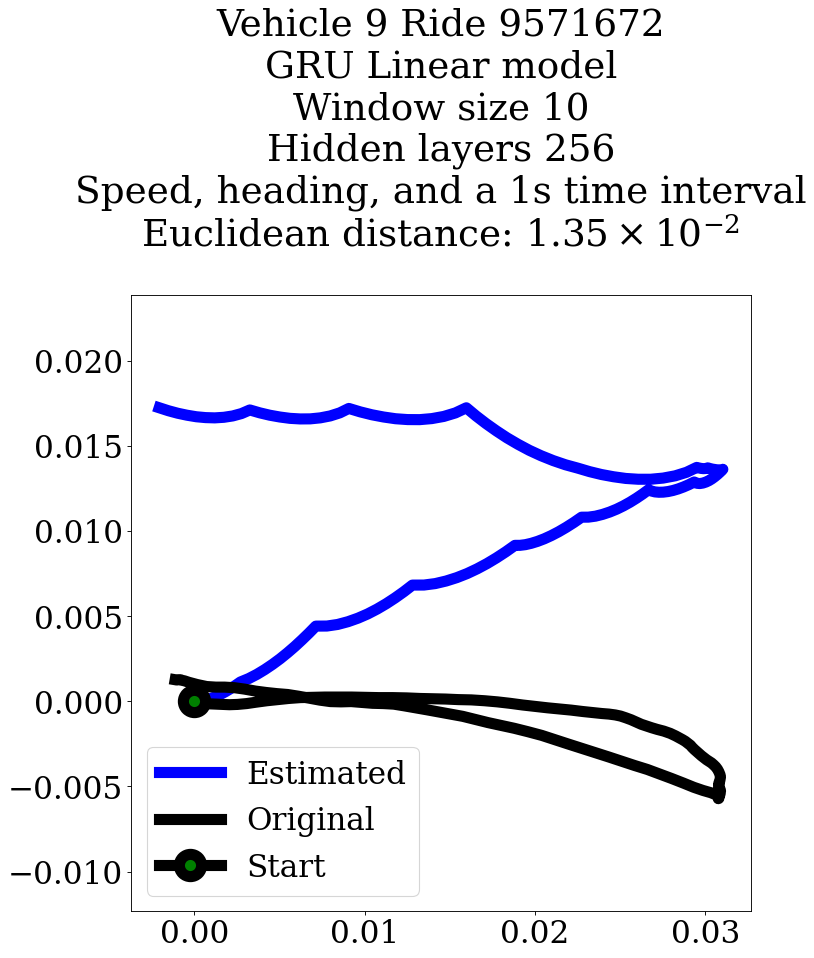 Vehicle 9 Ride 9571672
GRU Linear model
Window size 10
Hidden layers 256
Speed, heading, and a 1s time interval
Euclidean distance: 1.35 × 10⁻²
0.020
0.015
0.010
0.005
0.000
−0.005
−0.010
Estimated
Original
Start
0.00 0.01 0.02 0.03